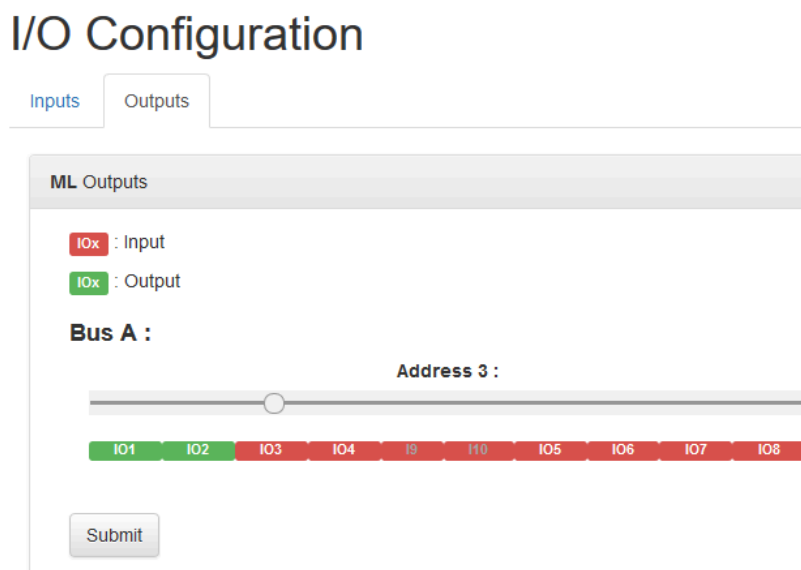 I/O Configuration
Inputs Outputs
ML Outputs
IOx : Input
IOx : Output
Bus A :
Address 3 :
IO1 IO2 IO3 IO4 I9 I10 IO5 IO6 IO7 IO8
Submit